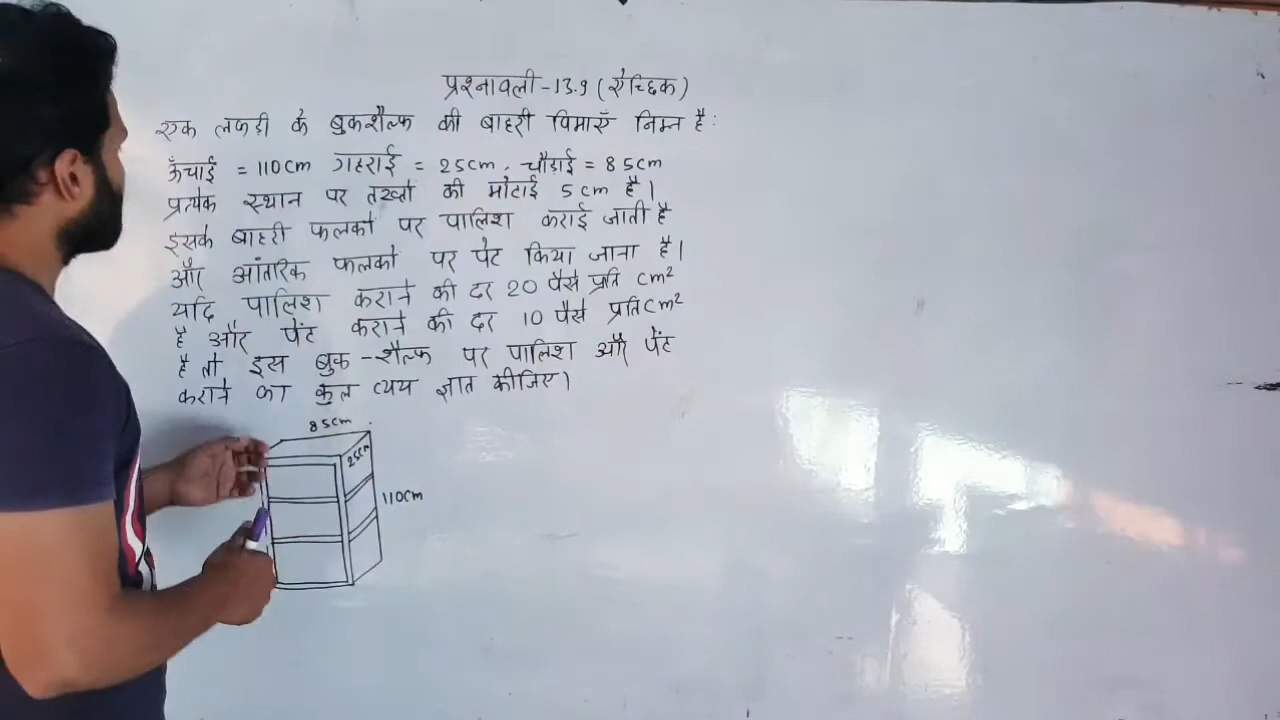 प्रश्नावली-13.9 (ऐच्छिक)
एक लकड़ी के बुकशैल्फ की बाहरी विमाएँ निम्न है:
ऊँचाई = 110cm गहराई = 25cm, चौड़ाई = 85cm
प्रत्येक स्थान पर तख्तो की मोटाई 5cm है।
इसके बाहरी फलको पर पालिश कराई जाती है
और आंतरिक फलको पर पेंट किया जाना है।
यदि पालिश कराने की दर 20 पैसे प्रति cm²
है और पेंट कराने की दर 10 पैसे प्रति cm²
है तो इस बुक-शैल्फ पर पालिश और पेंट
कराने का कुल व्यय ज्ञात कीजिए।
85cm
25cm
110cm